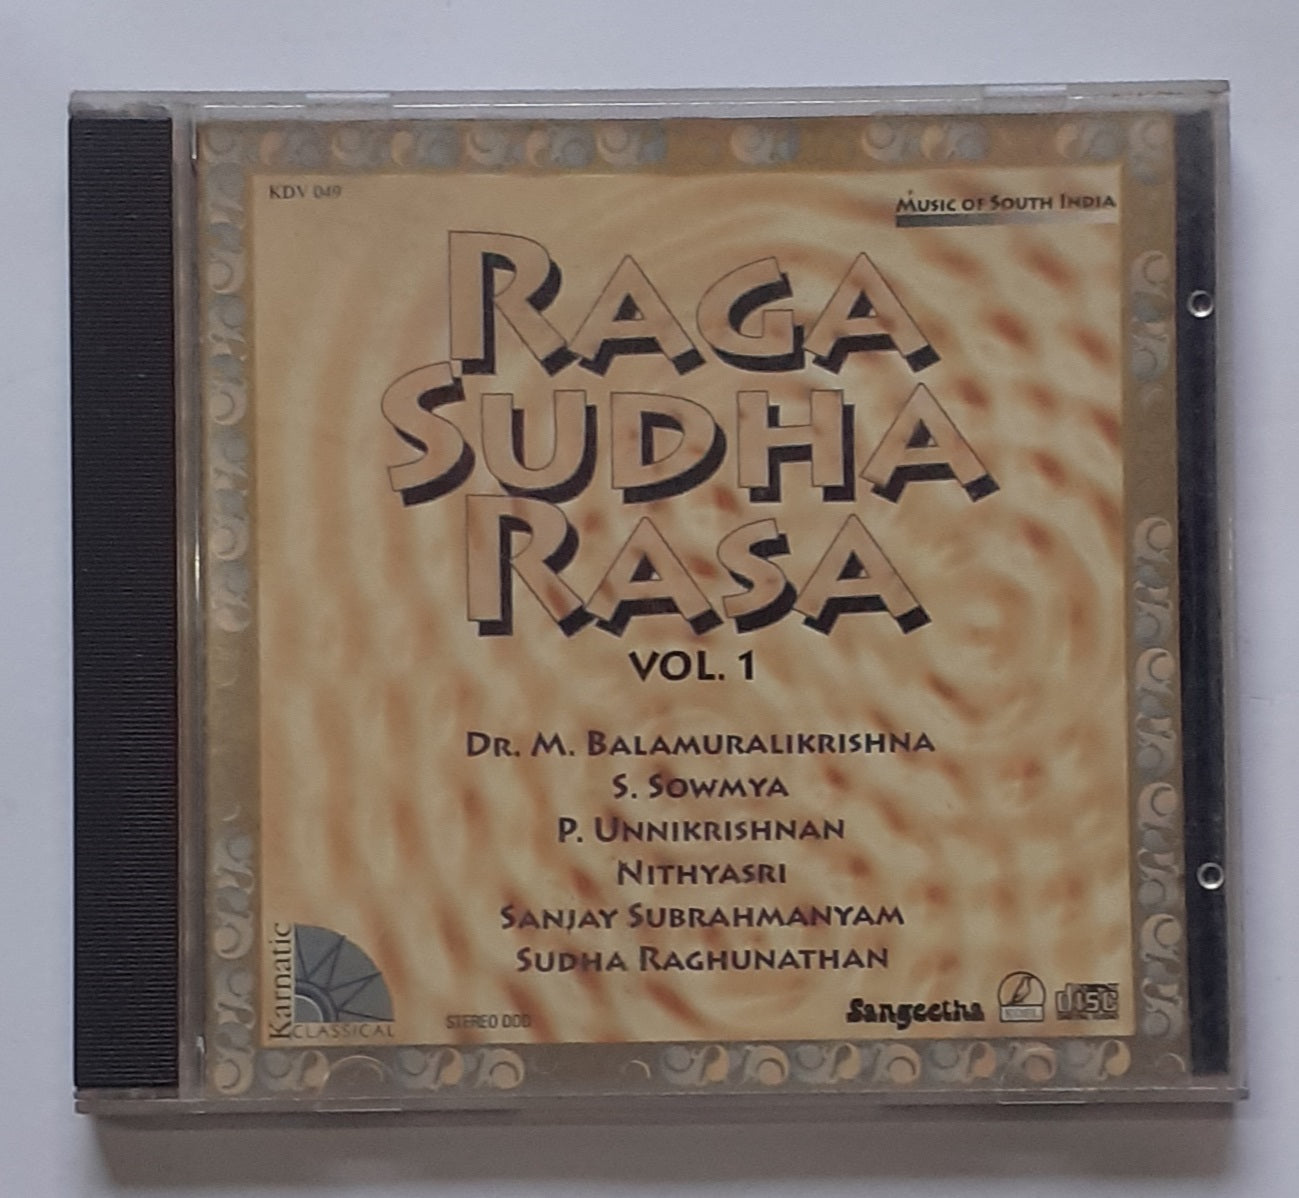 KDV 049
MUSIC OF SOUTH INDIA
RAGA
SUDHA
RASA
VOL. 1
DR. M. BALAMURALIKRISHNA
S. SOWMYA
P. UNNIKRISHNAN
NITHYASRI
SANJAY SUBRAHMANYAM
SUDHA RAGHUNATHAN
Karnatic
CLASSICAL
STEREO DDD
Sangeetha
disc